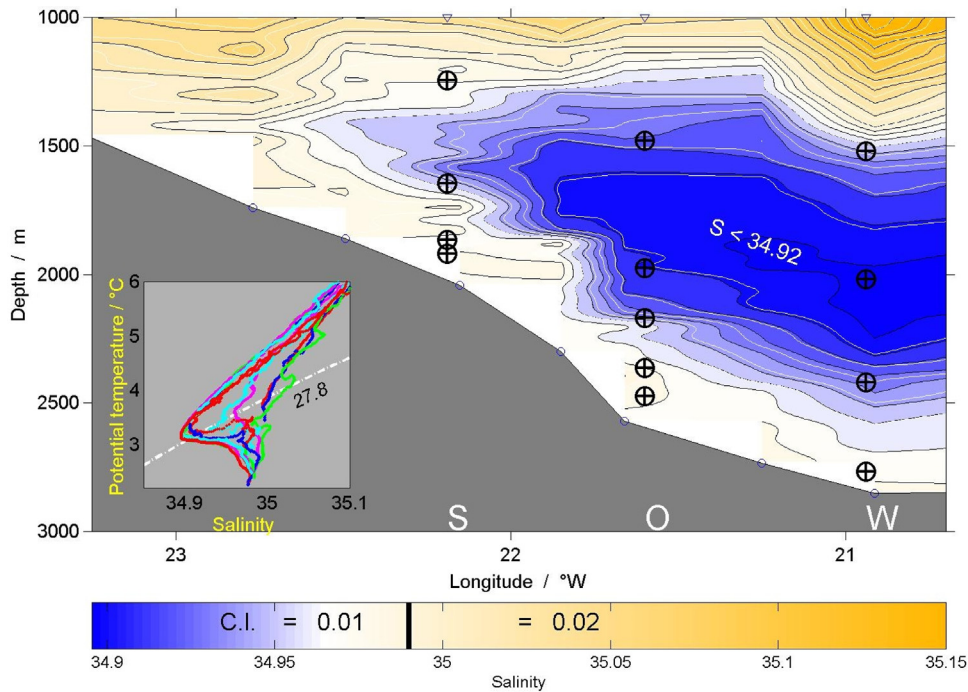 1000
1500
2000
2500
3000
Depth / m
S < 34.92
Potential temperature / °C
6
5
4
3
27.8
34.9 35 35.1
Salinity
S O W
23 22 21
Longitude / °W
C.I. = 0.01 = 0.02
34.9 34.95 35 35.05 35.1 35.15
Salinity